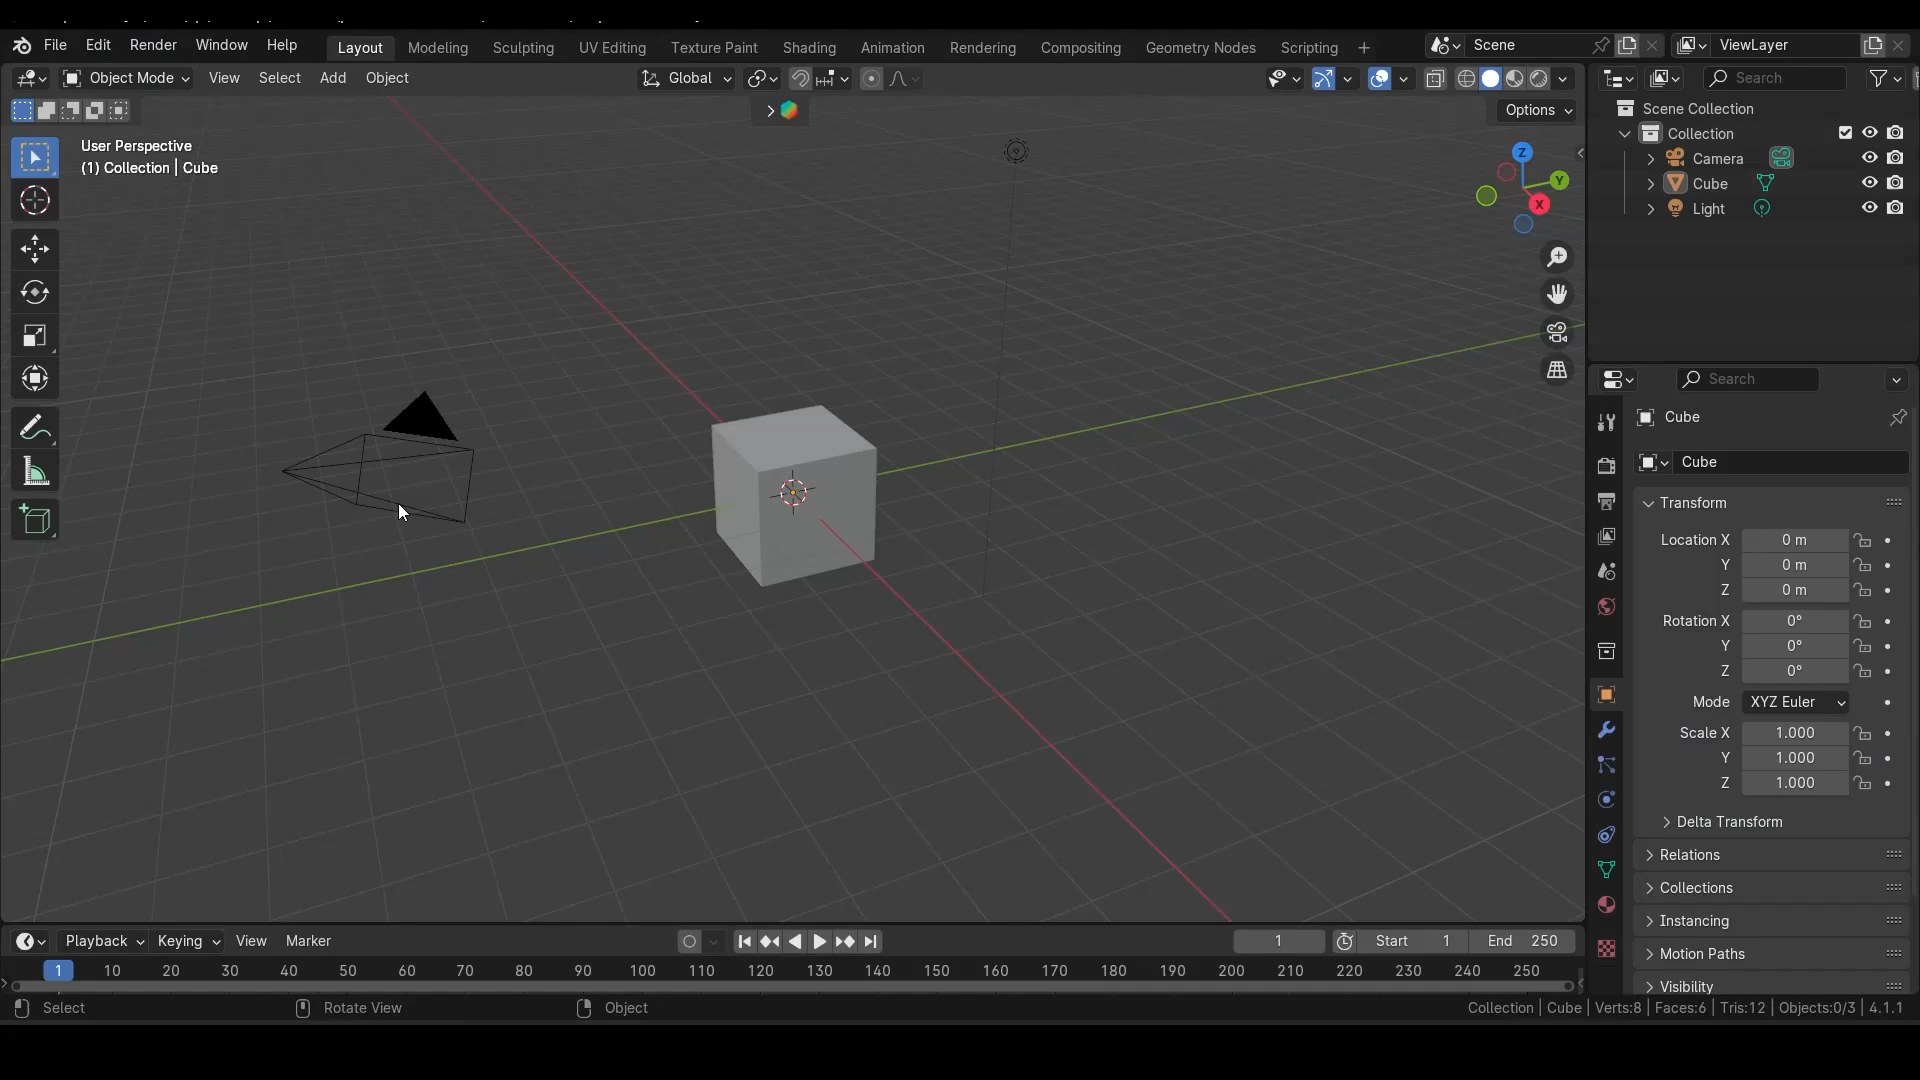 File Edit Render Window Help Layout Modeling Sculpting UV Editing Texture Paint Shading Animation Rendering Compositing Geometry Nodes Scripting + Scene ViewLayer
Object Mode View Select Add Object Global Search
Options
User Perspective
(1) Collection | Cube
Z
Y
X
Scene Collection
Collection
Camera
Cube
Light
Search
Cube
Cube
Transform
Location X 0 m
Y 0 m
Z 0 m
Rotation X 0°
Y 0°
Z 0°
Mode XYZ Euler
Scale X 1.000
Y 1.000
Z 1.000
Delta Transform
Relations
Collections
Instancing
Motion Paths
Visibility
Playback Keying View Marker 1 Start 1 End 250
1 10 20 30 40 50 60 70 80 90 100 110 120 130 140 150 160 170 180 190 200 210 220 230 240 250
Select Rotate View Object Collection | Cube | Verts:8 | Faces:6 | Tris:12 | Objects:0/3 | 4.1.1